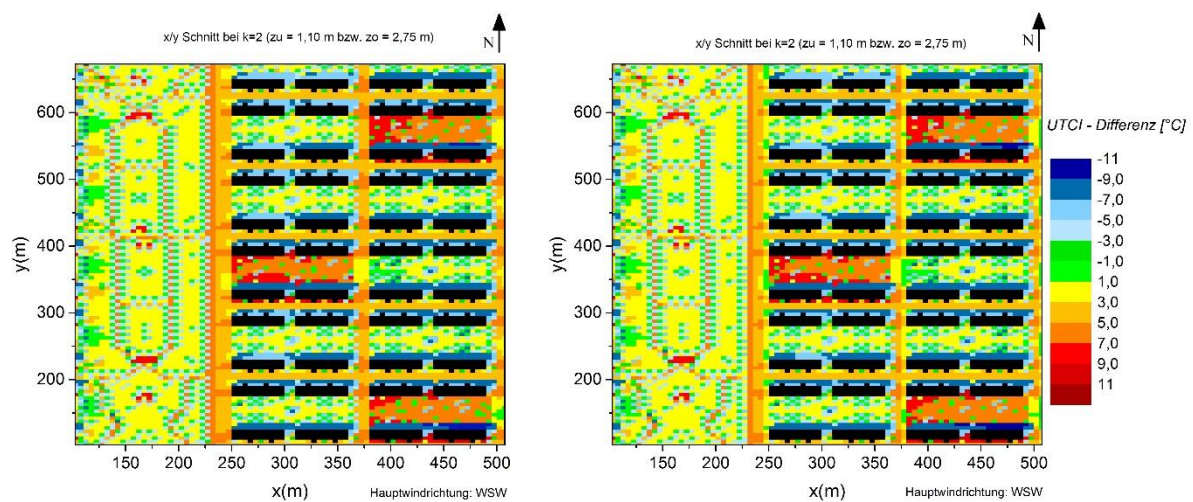 x/y Schnitt bei k=2 (zu = 1,10 m bzw. zo = 2,75 m)
N
600
500
400
300
200
y(m)
150 200 250 300 350 400 450 500
x(m)
Hauptwindrichtung: WSW
x/y Schnitt bei k=2 (zu = 1,10 m bzw. zo = 2,75 m)
N
600
500
400
300
200
y(m)
150 200 250 300 350 400 450 500
x(m)
Hauptwindrichtung: WSW
UTCI - Differenz [°C]
-11
-9,0
-7,0
-5,0
-3,0
-1,0
1,0
3,0
5,0
7,0
9,0
11